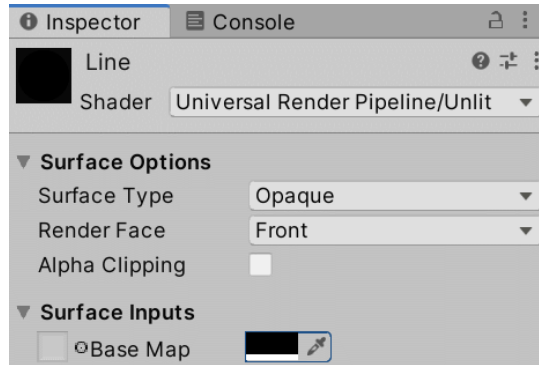 Inspector Console
Line
Shader Universal Render Pipeline/Unlit
Surface Options
Surface Type Opaque
Render Face Front
Alpha Clipping
Surface Inputs
Base Map